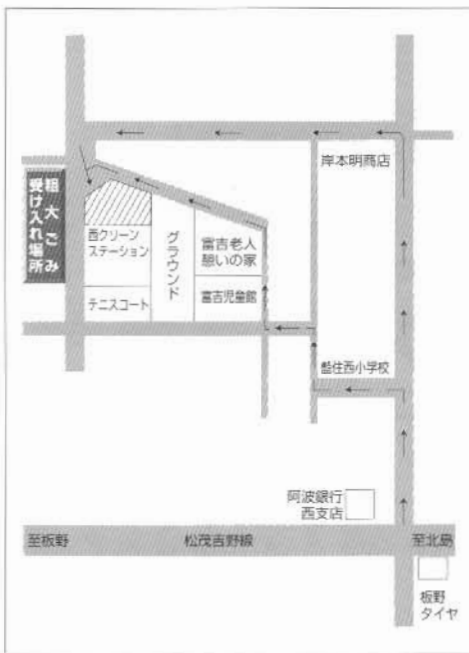 岸本明商店
粗大ごみ
受け入れ場所
西クリーン
ステーション
グラウンド
富吉老人
憩いの家
テニスコート
富吉児童館
藍住西小学校
阿波銀行
西支店
至板野
松茂吉野線
至北島
板野
タイヤ